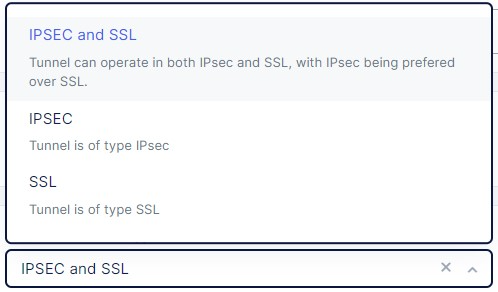 IPSEC and SSL
Tunnel can operate in both IPsec and SSL, with IPsec being prefered
over SSL.
IPSEC
Tunnel is of type IPsec
SSL
Tunnel is of type SSL
IPSEC and SSL